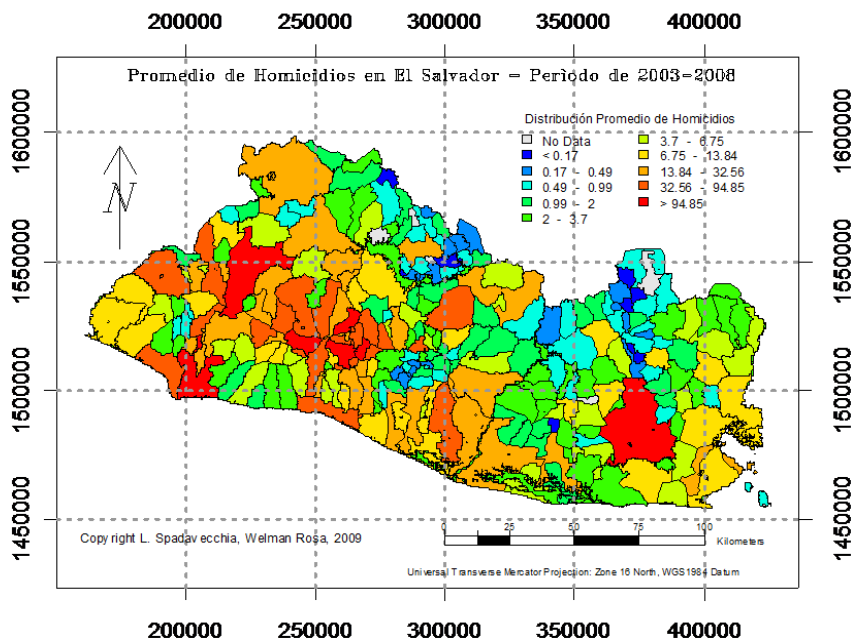 200000 250000 300000 350000 400000
Promedio de Homicidios en El Salvador - Período de 2003-2008
Distribución Promedio de Homicidios
No Data 3.7 - 6.75
< 0.17 6.75 - 13.84
0.17 - 0.49 13.84 - 32.56
0.49 - 0.99 32.56 - 94.85
0.99 - 2 > 94.85
2 - 3.7
N
1600000 1600000
1550000 1550000
1500000 1500000
1450000 1450000
0 25 50 75 100
Kilometers
Copyright L. Spadavecchia, Welman Rosa, 2009
Universal Transverse Mercator Projection: Zone 16 North, WGS1984 Datum
200000 250000 300000 350000 400000